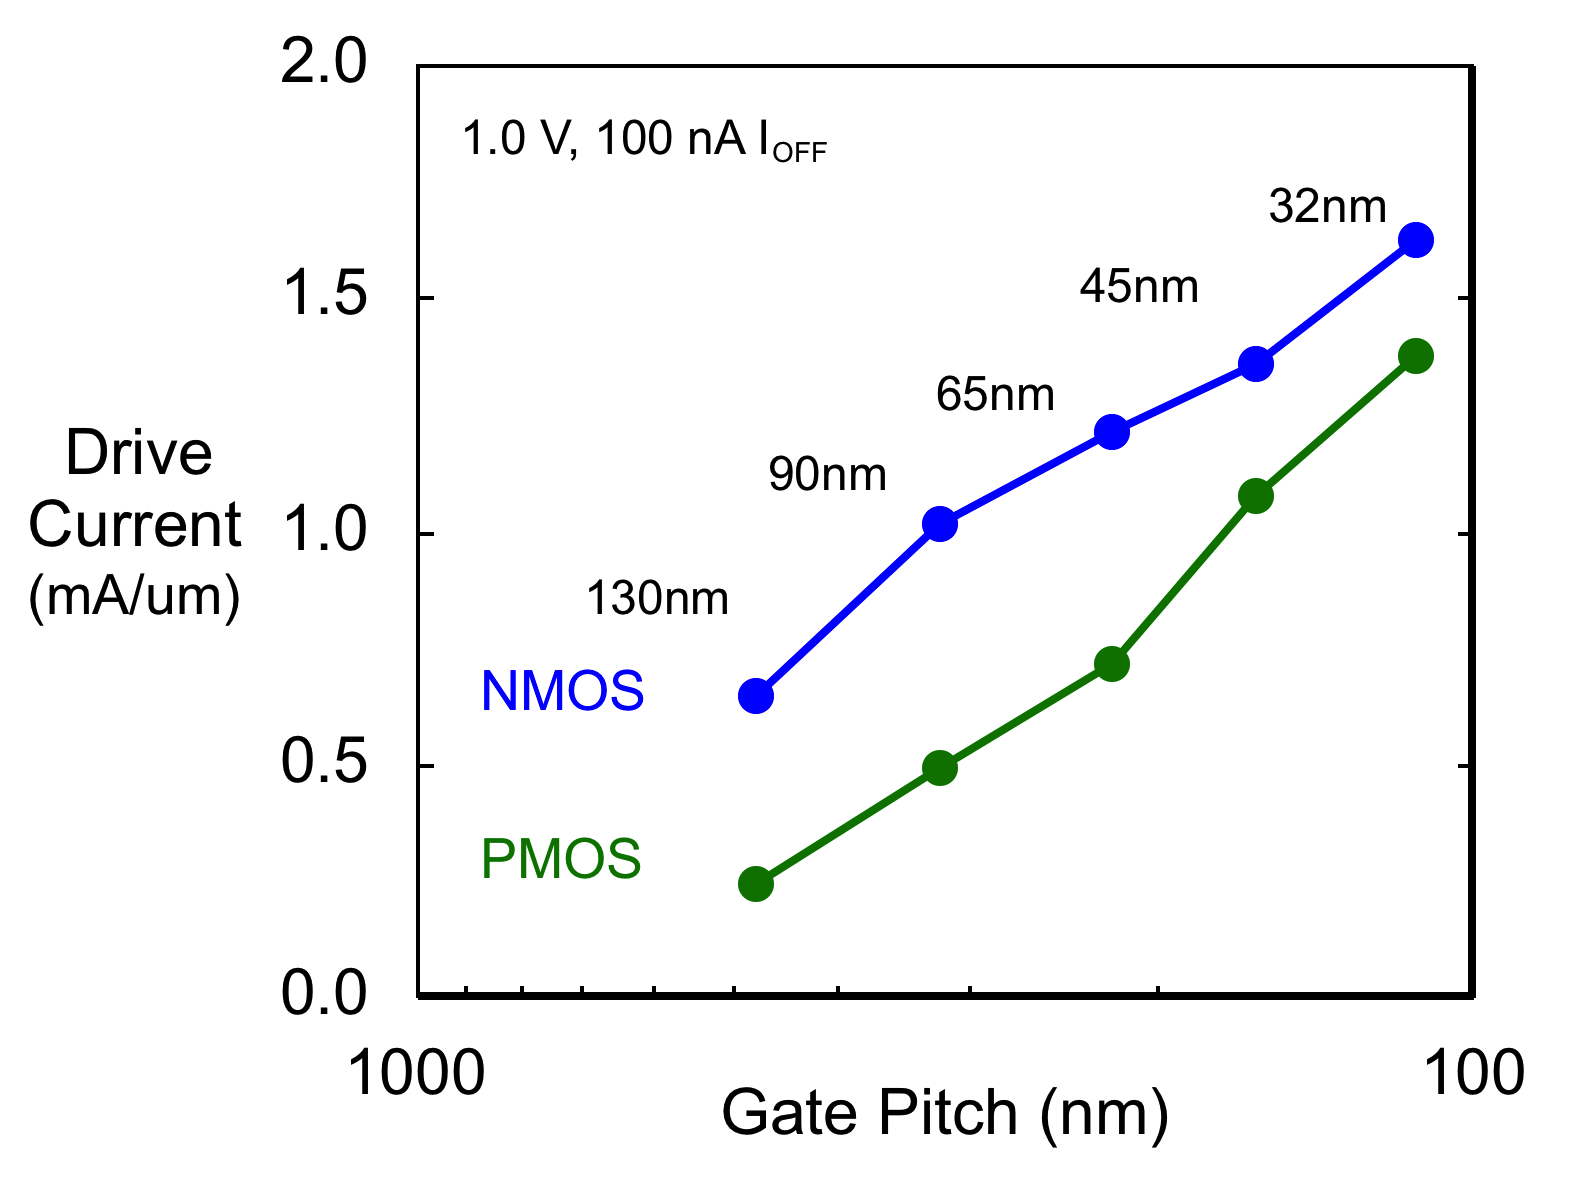 2.0
1.0 V, 100 nA IOFF
32nm
1.5
45nm
65nm
Drive
Current
(mA/um)
90nm
1.0
130nm
NMOS
0.5
PMOS
0.0
1000
100
Gate Pitch (nm)